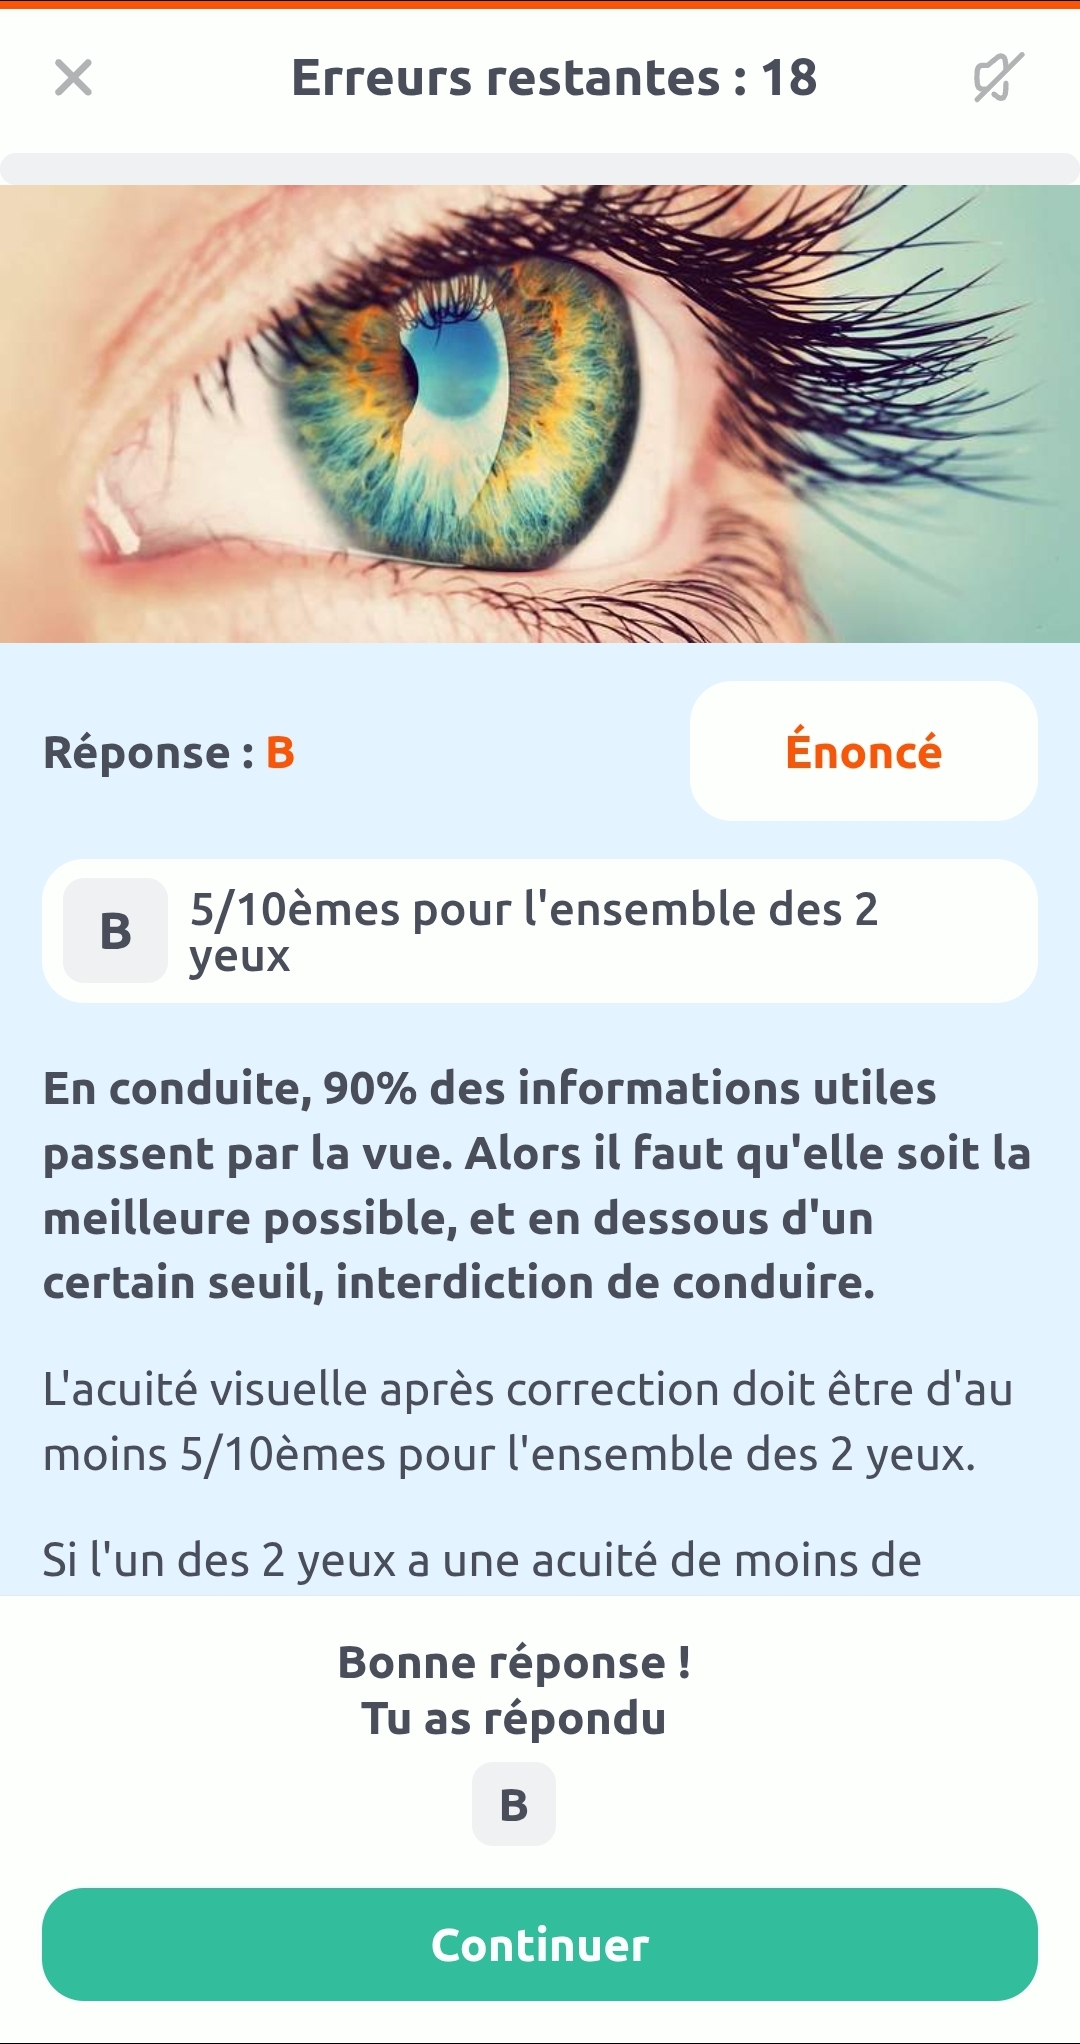 Erreurs restantes : 18
Réponse : B
Énoncé
B
5/10èmes pour l'ensemble des 2
yeux
En conduite, 90% des informations utiles
passent par la vue. Alors il faut qu'elle soit la
meilleure possible, et en dessous d'un
certain seuil, interdiction de conduire.
L'acuité visuelle après correction doit être d'au
moins 5/10èmes pour l'ensemble des 2 yeux.
Si l'un des 2 yeux a une acuité de moins de
Bonne réponse !
Tu as répondu
B
Continuer